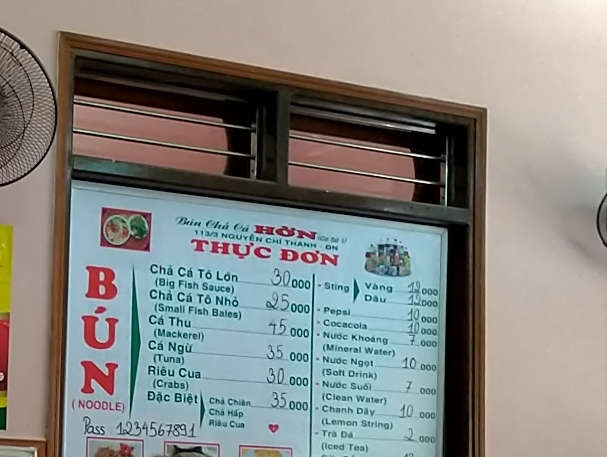 Bún Chả Cá HỜN (Cơ Sở 1)
113/3 NGUYỄN CHÍ THANH - ĐN
THỰC ĐƠN
BÚN
(NOODLE)
Chả Cá Tô Lớn 30.000
(Big Fish Sauce)
Chả Cá Tô Nhỏ 25.000
(Small Fish Bales)
Cá Thu 45.000
(Mackerel)
Cá Ngừ 35.000
(Tuna)
Riêu Cua 30.000
(Crabs)
Đặc Biệt 35.000
Chả Chiên
Chả Hấp
Riêu Cua
Pass 1234567891
- Sting
Vàng 12.000
Dâu 12.000
- Pepsi 10.000
- Cocacola 10.000
- Nước Khoáng 7.000
(Mineral Water)
- Nước Ngọt 10.000
(Soft Drink)
- Nước Suối 7.000
(Clean Water)
- Chanh Dây 10.000
(Lemon String)
- Trà Đá 2.000
(Iced Tea)